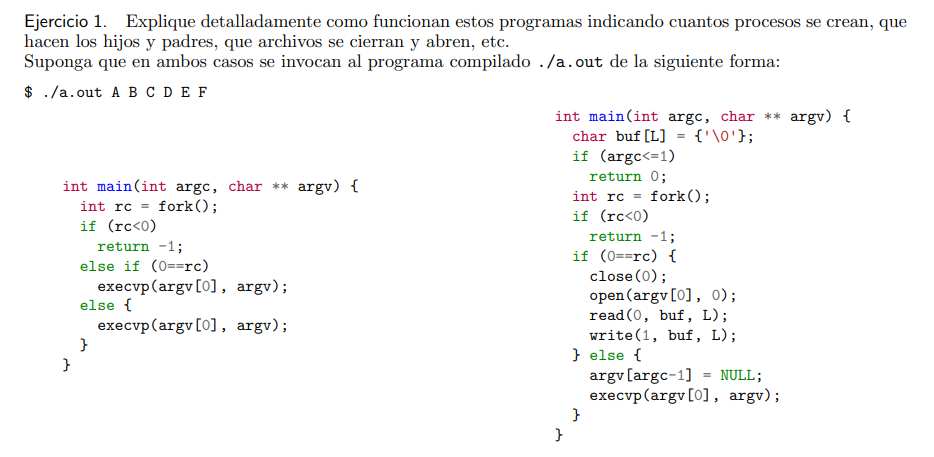 Ejercicio 1. Explique detalladamente como funcionan estos programas indicando cuantos procesos se crean, que
hacen los hijos y padres, que archivos se cierran y abren, etc.
Suponga que en ambos casos se invocan al programa compilado ./a.out de la siguiente forma:
$ ./a.out A B C D E F
int main(int argc, char ** argv) {
  int rc = fork();
  if (rc<0)
    return -1;
  else if (0==rc)
    execvp(argv[0], argv);
  else {
    execvp(argv[0], argv);
  }
}
int main(int argc, char ** argv) {
  char buf[L] = {'\0'};
  if (argc<=1)
    return 0;
  int rc = fork();
  if (rc<0)
    return -1;
  if (0==rc) {
    close(0);
    open(argv[0], 0);
    read(0, buf, L);
    write(1, buf, L);
  } else {
    argv[argc-1] = NULL;
    execvp(argv[0], argv);
  }
}